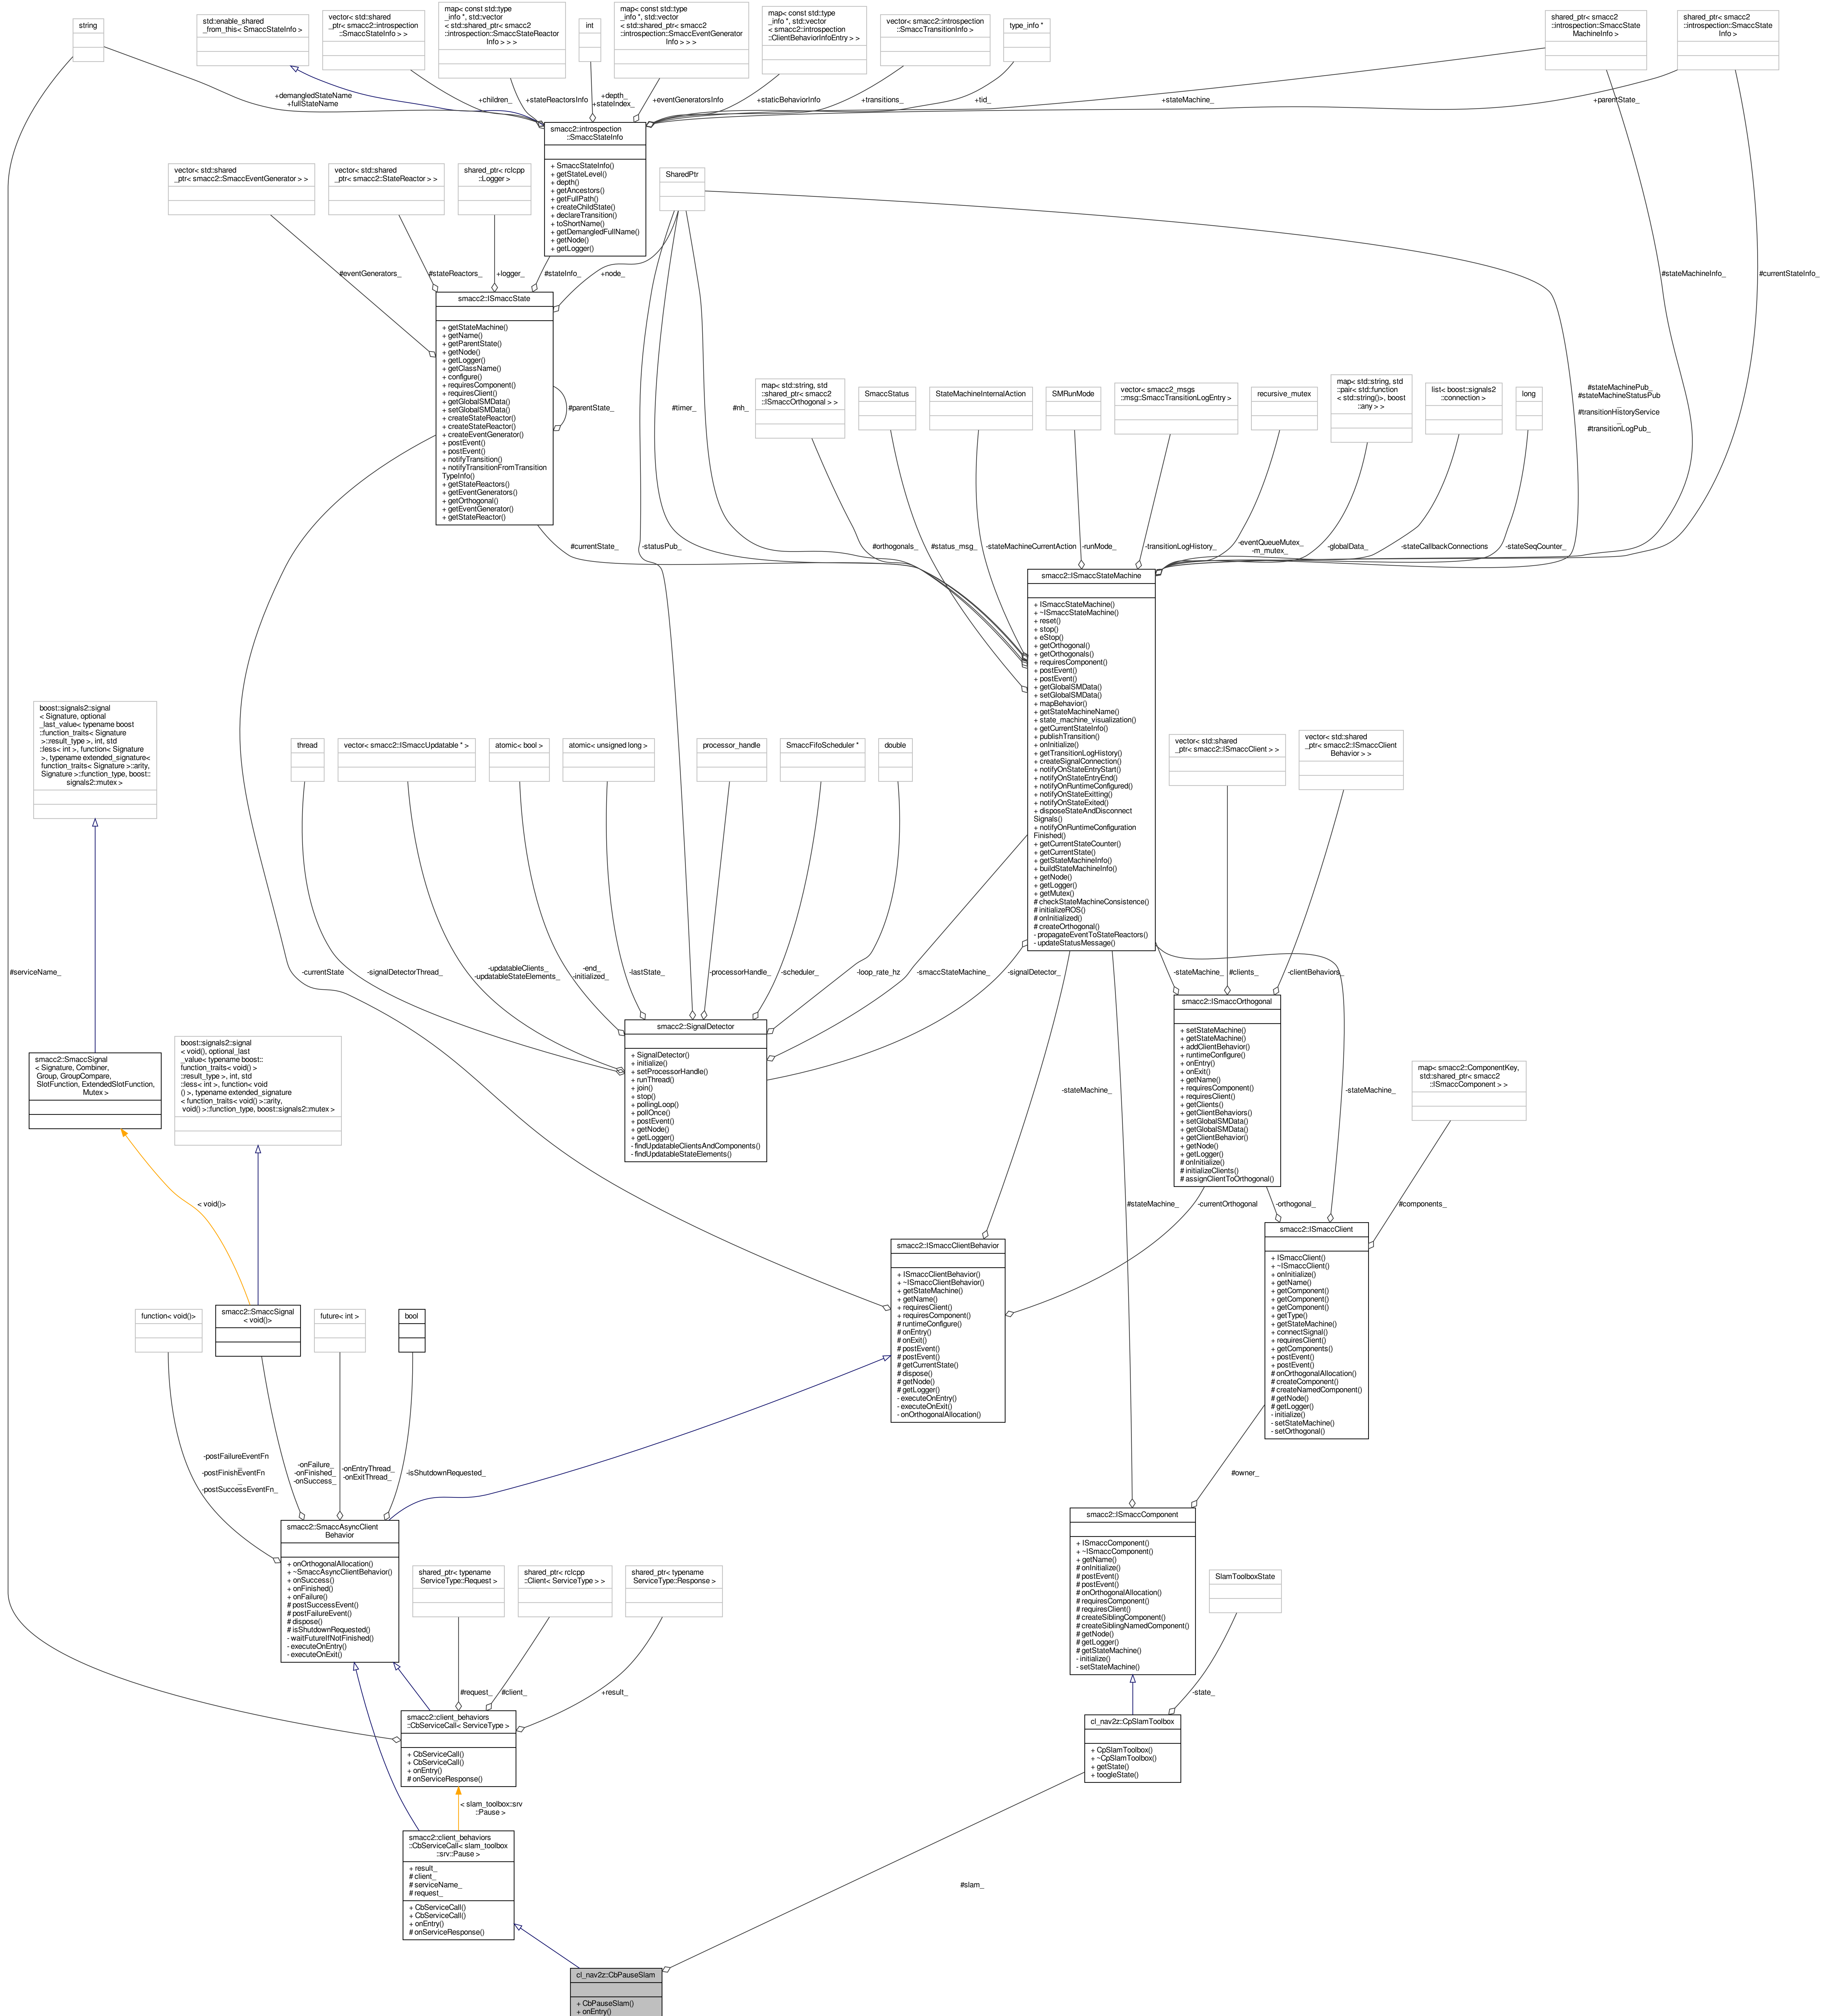 string
std::enable_shared
_from_this< SmaccStateInfo >
vector< std::shared
_ptr< smacc2::introspection
::SmaccStateInfo > >
map< const std::type
_info *, std::vector
< std::shared_ptr< smacc2
::introspection::SmaccStateReactor
Info > > >
int
map< const std::type
_info *, std::vector
< std::shared_ptr< smacc2
::introspection::SmaccEventGenerator
Info > > >
map< const std::type
_info *, std::vector
< smacc2::introspection
::ClientBehaviorInfoEntry > >
vector< smacc2::introspection
::SmaccTransitionInfo >
type_info *
shared_ptr< smacc2
::introspection::SmaccState
MachineInfo >
shared_ptr< smacc2
::introspection::SmaccState
Info >
+demangledStateName
+fullStateName
+children_
+stateReactorsInfo
+depth_
+stateIndex_
+eventGeneratorsInfo
+staticBehaviorInfo
+transitions_
+tid_
+stateMachine_
+parentState_
smacc2::introspection
::SmaccStateInfo
+ SmaccStateInfo()
+ getStateLevel()
+ depth()
+ getAncestors()
+ getFullPath()
+ createChildState()
+ declareTransition()
+ toShortName()
+ getDemangledFullName()
+ getNode()
+ getLogger()
vector< std::shared
_ptr< smacc2::SmaccEventGenerator > >
vector< std::shared
_ptr< smacc2::StateReactor > >
shared_ptr< rclcpp
::Logger >
SharedPtr
#eventGenerators_
#stateReactors_
+logger_
#stateInfo_
+node_
#stateMachineInfo_
#currentStateInfo_
smacc2::ISmaccState
+ getStateMachine()
+ getName()
+ getParentState()
+ getNode()
+ getLogger()
+ getClassName()
+ configure()
+ requiresComponent()
+ requiresClient()
+ getGlobalSMData()
+ setGlobalSMData()
+ createStateReactor()
+ createStateReactor()
+ createEventGenerator()
+ postEvent()
+ postEvent()
+ notifyTransition()
+ notifyTransitionFromTransition
TypeInfo()
+ getStateReactors()
+ getEventGenerators()
+ getOrthogonal()
+ getEventGenerator()
+ getStateReactor()
#parentState_
#timer_
#nh_
map< std::string, std
::shared_ptr< smacc2
::ISmaccOrthogonal > >
SmaccStatus
StateMachineInternalAction
SMRunMode
vector< smacc2_msgs
::msg::SmaccTransitionLogEntry >
recursive_mutex
map< std::string, std
::pair< std::function
< std::string()>, boost
::any > >
list< boost::signals2
::connection >
long
#stateMachinePub_
#stateMachineStatusPub
_
#transitionHistoryService
_
#transitionLogPub_
#currentState_
-statusPub_
#orthogonals_
#status_msg_
-stateMachineCurrentAction
-runMode_
-transitionLogHistory_
-eventQueueMutex_
-m_mutex_
-globalData_
-stateCallbackConnections
-stateSeqCounter_
smacc2::ISmaccStateMachine
+ ISmaccStateMachine()
+ ~ISmaccStateMachine()
+ reset()
+ stop()
+ eStop()
+ getOrthogonal()
+ getOrthogonals()
+ requiresComponent()
+ postEvent()
+ postEvent()
+ getGlobalSMData()
+ setGlobalSMData()
+ mapBehavior()
+ getStateMachineName()
+ state_machine_visualization()
+ getCurrentStateInfo()
+ publishTransition()
+ onInitialize()
+ getTransitionLogHistory()
+ createSignalConnection()
+ notifyOnStateEntryStart()
+ notifyOnStateEntryEnd()
+ notifyOnRuntimeConfigured()
+ notifyOnStateExitting()
+ notifyOnStateExited()
+ disposeStateAndDisconnect
Signals()
+ notifyOnRuntimeConfiguration
Finished()
+ getCurrentStateCounter()
+ getCurrentState()
+ getStateMachineInfo()
+ buildStateMachineInfo()
+ getNode()
+ getLogger()
+ getMutex()
# checkStateMachineConsistence()
# initializeROS()
# onInitialized()
# createOrthogonal()
- propagateEventToStateReactors()
- updateStatusMessage()
boost::signals2::signal
< Signature, optional
_last_value< typename boost
::function_traits< Signature
>::result_type >, int, std
::less< int >, function< Signature
>, typename extended_signature<
function_traits< Signature >::arity,
Signature >::function_type, boost::
signals2::mutex >
thread
vector< smacc2::ISmaccUpdatable * >
atomic< bool >
atomic< unsigned long >
processor_handle
SmaccFifoScheduler *
double
vector< std::shared
_ptr< smacc2::ISmaccClient > >
vector< std::shared
_ptr< smacc2::ISmaccClient
Behavior > >
#serviceName_
-currentState
-signalDetectorThread_
-updatableClients_
-updatableStateElements_
-end_
-initialized_
-lastState_
-processorHandle_
-scheduler_
-loop_rate_hz
-smaccStateMachine_
-signalDetector_
-stateMachine_
#clients_
-clientBehaviors_
smacc2::SignalDetector
+ SignalDetector()
+ initialize()
+ setProcessorHandle()
+ runThread()
+ join()
+ stop()
+ pollingLoop()
+ pollOnce()
+ postEvent()
+ getNode()
+ getLogger()
- findUpdatableClientsAndComponents()
- findUpdatableStateElements()
smacc2::ISmaccOrthogonal
+ setStateMachine()
+ getStateMachine()
+ addClientBehavior()
+ runtimeConfigure()
+ onEntry()
+ onExit()
+ getName()
+ requiresComponent()
+ requiresClient()
+ getClients()
+ getClientBehaviors()
+ setGlobalSMData()
+ getGlobalSMData()
+ getClientBehavior()
+ getNode()
+ getLogger()
# onInitialize()
# initializeClients()
# assignClientToOrthogonal()
smacc2::SmaccSignal
< Signature, Combiner,
Group, GroupCompare,
SlotFunction, ExtendedSlotFunction,
Mutex >
boost::signals2::signal
< void(), optional_last
_value< typename boost::
function_traits< void() >
::result_type >, int, std
::less< int >, function< void
() >, typename extended_signature
< function_traits< void() >::arity,
void() >::function_type, boost::signals2::mutex >
-stateMachine_
-stateMachine_
map< smacc2::ComponentKey,
std::shared_ptr< smacc2
::ISmaccComponent > >
< void()>
#stateMachine_
-currentOrthogonal
-orthogonal_
#components_
smacc2::ISmaccClientBehavior
+ ISmaccClientBehavior()
+ ~ISmaccClientBehavior()
+ getStateMachine()
+ getName()
+ requiresClient()
+ requiresComponent()
# runtimeConfigure()
# onEntry()
# onExit()
# postEvent()
# postEvent()
# getCurrentState()
# dispose()
# getNode()
# getLogger()
- executeOnEntry()
- executeOnExit()
- onOrthogonalAllocation()
smacc2::ISmaccClient
+ ISmaccClient()
+ ~ISmaccClient()
+ onInitialize()
+ getName()
+ getComponent()
+ getComponent()
+ getComponent()
+ getType()
+ getStateMachine()
+ connectSignal()
+ requiresClient()
+ getComponents()
+ postEvent()
+ postEvent()
# onOrthogonalAllocation()
# createComponent()
# createNamedComponent()
# getNode()
# getLogger()
- initialize()
- setStateMachine()
- setOrthogonal()
function< void()>
smacc2::SmaccSignal
< void()>
future< int >
bool
-postFailureEventFn
_
-postFinishEventFn
_
-postSuccessEventFn_
-onFailure_
-onFinished_
-onSuccess_
-onEntryThread_
-onExitThread_
-isShutdownRequested_
#owner_
smacc2::SmaccAsyncClient
Behavior
+ onOrthogonalAllocation()
+ ~SmaccAsyncClientBehavior()
+ onSuccess()
+ onFinished()
+ onFailure()
# postSuccessEvent()
# postFailureEvent()
# dispose()
# isShutdownRequested()
- waitFutureIfNotFinished()
- executeOnEntry()
- executeOnExit()
smacc2::ISmaccComponent
+ ISmaccComponent()
+ ~ISmaccComponent()
+ getName()
# onInitialize()
# postEvent()
# postEvent()
# onOrthogonalAllocation()
# requiresComponent()
# requiresClient()
# createSiblingComponent()
# createSiblingNamedComponent()
# getNode()
# getLogger()
# getStateMachine()
- initialize()
- setStateMachine()
shared_ptr< typename
ServiceType::Request >
shared_ptr< rclcpp
::Client< ServiceType > >
shared_ptr< typename
ServiceType::Response >
SlamToolboxState
#request_
#client_
+result_
-state_
smacc2::client_behaviors
::CbServiceCall< ServiceType >
+ CbServiceCall()
+ CbServiceCall()
+ onEntry()
# onServiceResponse()
cl_nav2z::CpSlamToolbox
+ CpSlamToolbox()
+ ~CpSlamToolbox()
+ getState()
+ toogleState()
< slam_toolbox::srv
::Pause >
smacc2::client_behaviors
::CbServiceCall< slam_toolbox
::srv::Pause >
+ result_
# client_
# serviceName_
# request_
+ CbServiceCall()
+ CbServiceCall()
+ onEntry()
# onServiceResponse()
#slam_
cl_nav2z::CbPauseSlam
+ CbPauseSlam()
+ onEntry()